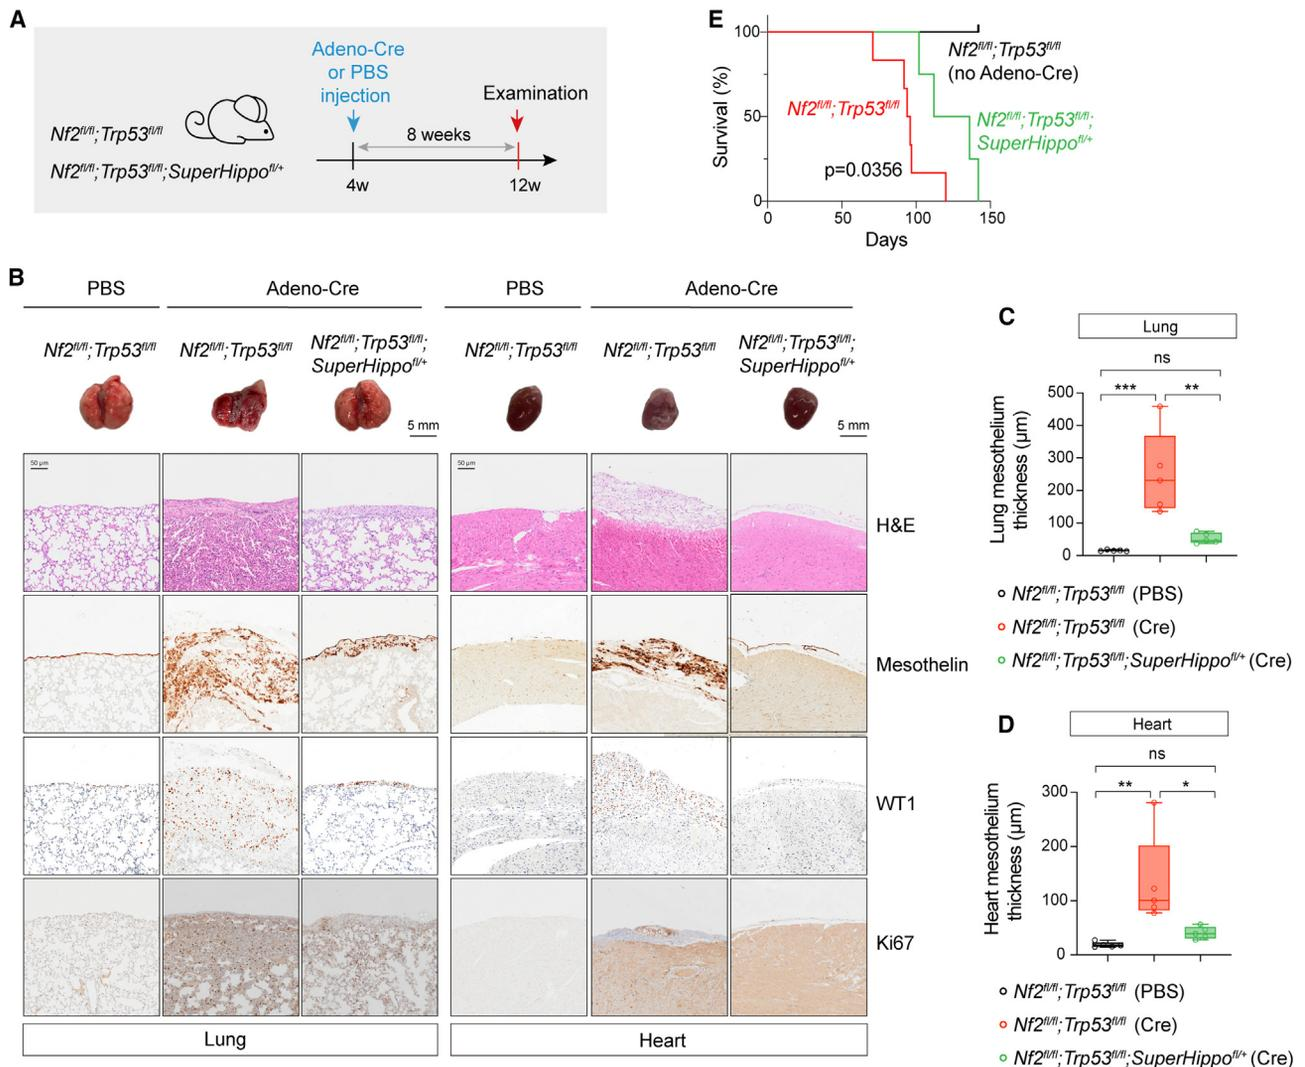 A
Adeno-Cre
or PBS
injection
Examination
Nf2fl/fl;Trp53fl/fl
8 weeks
Nf2fl/fl;Trp53fl/fl;SuperHippofl/+
4w
12w
E
Survival (%)
100
50
0
0
50
100
150
Days
Nf2fl/fl;Trp53fl/fl
(no Adeno-Cre)
Nf2fl/fl;Trp53fl/fl
Nf2fl/fl;Trp53fl/fl;
SuperHippofl/+
p=0.0356
B
PBS
Adeno-Cre
PBS
Adeno-Cre
Nf2fl/fl;Trp53fl/fl
Nf2fl/fl;Trp53fl/fl
Nf2fl/fl;Trp53fl/fl;
SuperHippofl/+
Nf2fl/fl;Trp53fl/fl
Nf2fl/fl;Trp53fl/fl
Nf2fl/fl;Trp53fl/fl;
SuperHippofl/+
5 mm
5 mm
50 μm
50 μm
H&E
Mesothelin
WT1
Ki67
Lung
Heart
C
Lung
ns
***
**
Lung mesothelium
thickness (μm)
500
400
300
200
100
0
Nf2fl/fl;Trp53fl/fl (PBS)
Nf2fl/fl;Trp53fl/fl (Cre)
Nf2fl/fl;Trp53fl/fl;SuperHippofl/+ (Cre)
D
Heart
ns
**
*
Heart mesothelium
thickness (μm)
300
200
100
0
Nf2fl/fl;Trp53fl/fl (PBS)
Nf2fl/fl;Trp53fl/fl (Cre)
Nf2fl/fl;Trp53fl/fl;SuperHippofl/+ (Cre)